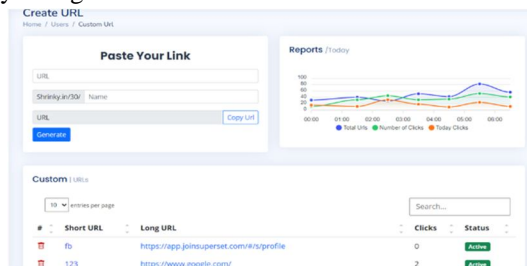 Create URL
Home / Users / Custom Url
Paste Your Link
URL
Shrinky.in/30/ Name
URL Copy Url
Generate
Reports /Today
100
80
60
40
20
0
00:00 01:00 02:00 03:00 04:00 05:00 06:00
Total Urls Number of Clicks Today Clicks
Custom | URLs
10 entries per page
Search...
# Short URL Long URL Clicks Status
fb https://app.joinsuperset.com/#/s/profile 0 Active
123 https://www.google.com/ 2 Active